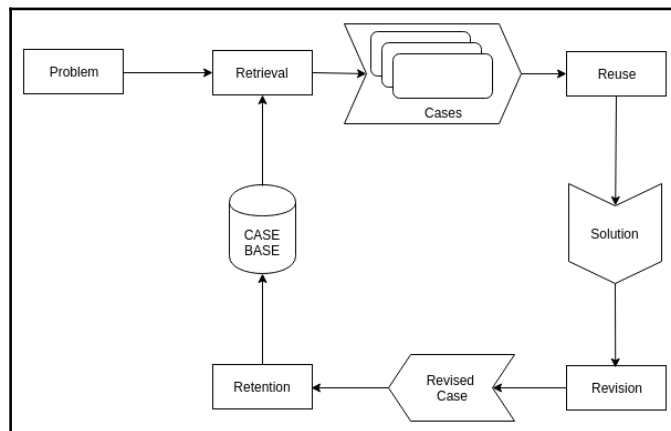 Problem
Retrieval
Cases
Reuse
Solution
Revision
Revised
Case
Retention
CASE
BASE